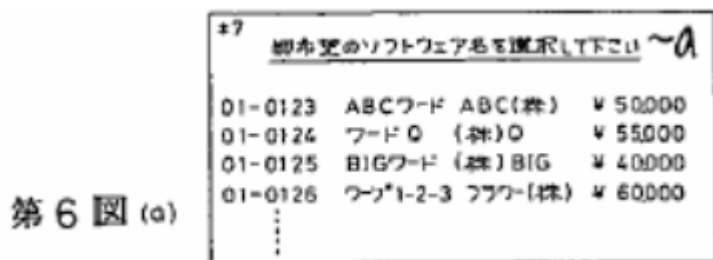 #7
御希望のソフトウェア名を選択して下さい ~a
01-0123 ABCワード ABC(株) ¥50,000
01-0124 ワードQ (株)Q ¥55,000
01-0125 BIGワード (株)BIG ¥40,000
01-0126 ワープ1-2-3 フラワー(株) ¥60,000
第6図(a)